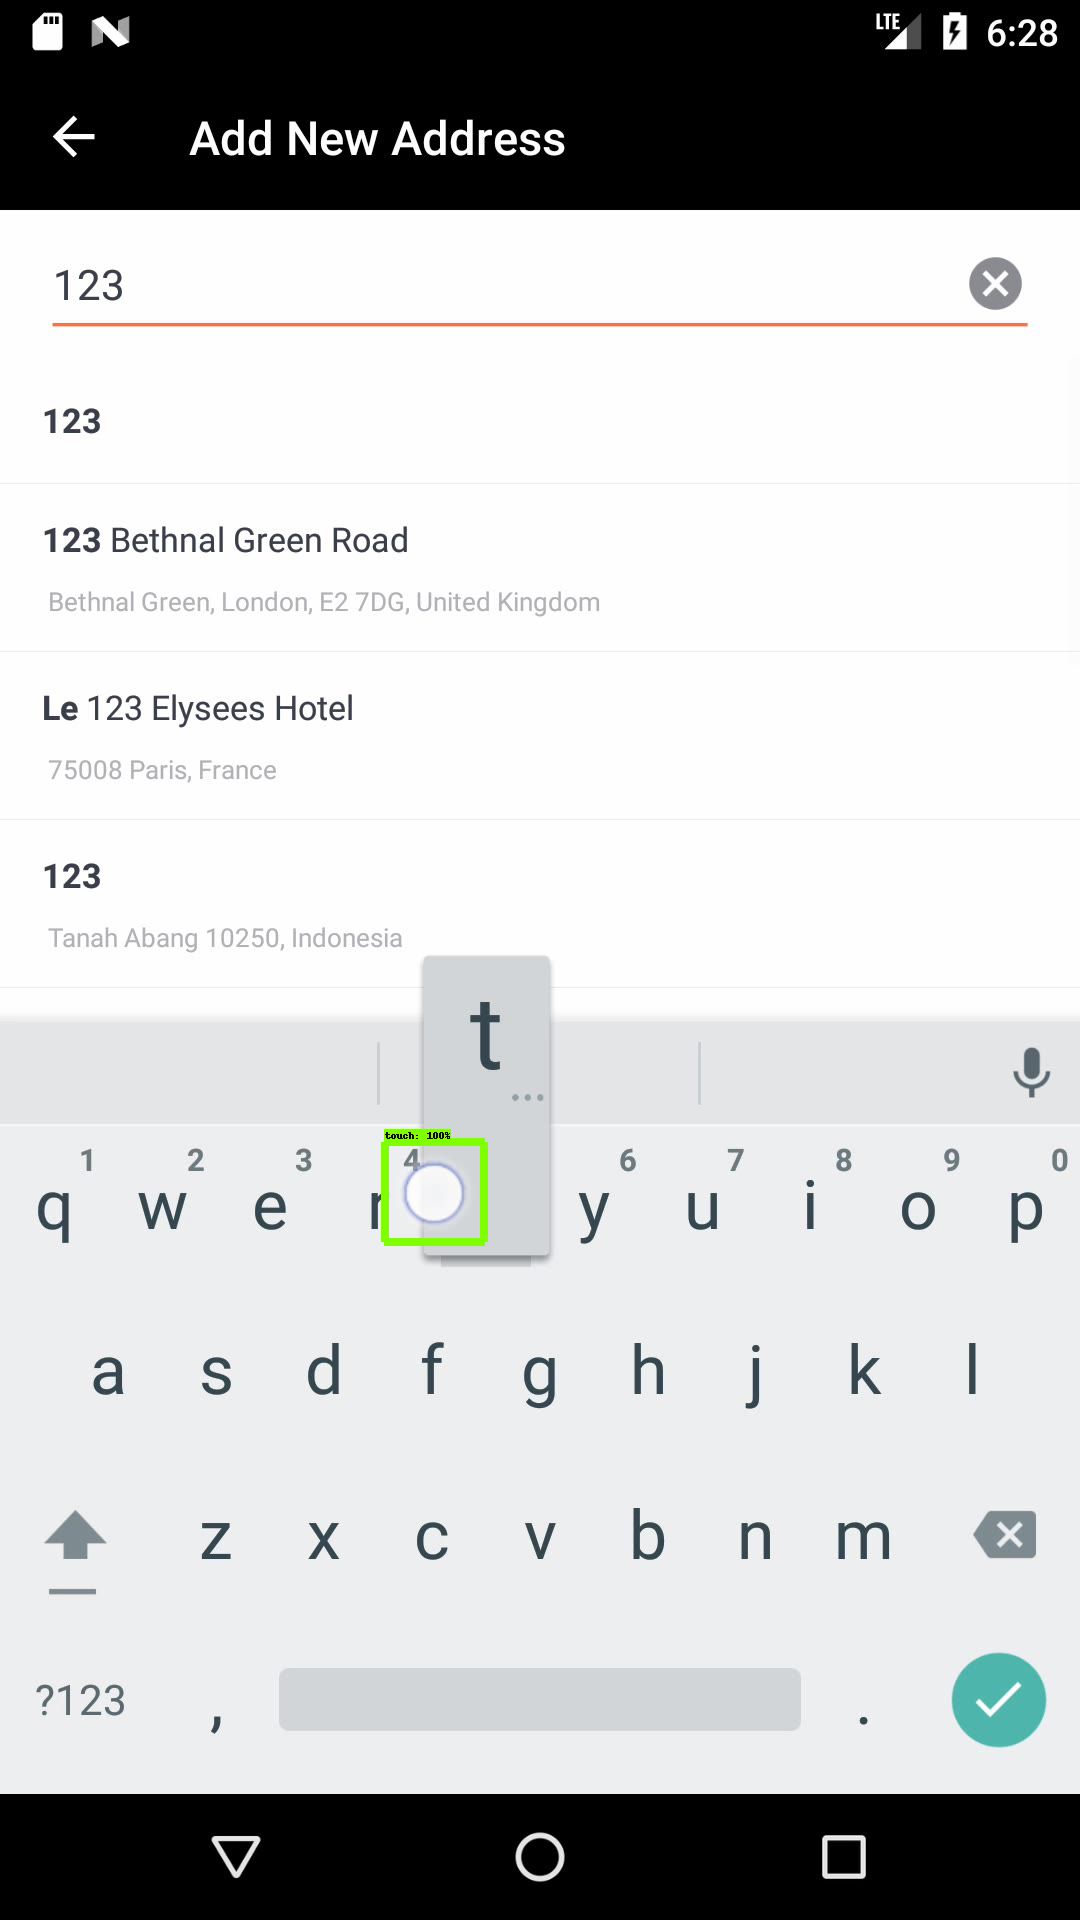 LTE 6:28
Add New Address
123
123
123 Bethnal Green Road
Bethnal Green, London, E2 7DG, United Kingdom
Le 123 Elysees Hotel
75008 Paris, France
123
Tanah Abang 10250, Indonesia
t
...
touch: 100%
1 2 3 4 6 7 8 9 0
q w e r y u i o p
a s d f g h j k l
z x c v b n m
?123 , .